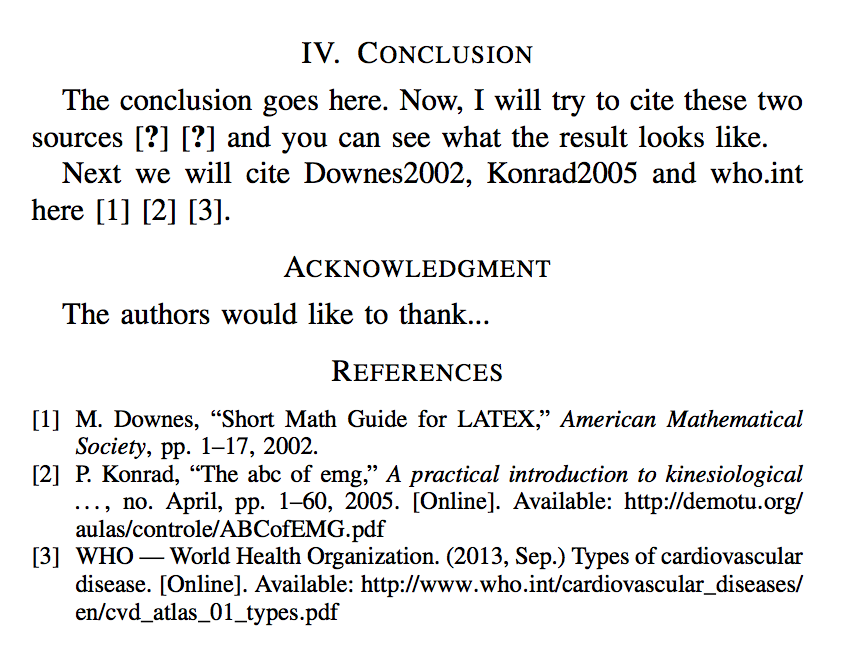 IV. CONCLUSION
The conclusion goes here. Now, I will try to cite these two
sources [?] [?] and you can see what the result looks like.
Next we will cite Downes2002, Konrad2005 and who.int
here [1] [2] [3].
ACKNOWLEDGMENT
The authors would like to thank...
REFERENCES
[1] M. Downes, “Short Math Guide for LATEX,” American Mathematical
Society, pp. 1–17, 2002.
[2] P. Konrad, “The abc of emg,” A practical introduction to kinesiological
..., no. April, pp. 1–60, 2005. [Online]. Available: http://demotu.org/
aulas/controle/ABCofEMG.pdf
[3] WHO — World Health Organization. (2013, Sep.) Types of cardiovascular
disease. [Online]. Available: http://www.who.int/cardiovascular_diseases/
en/cvd_atlas_01_types.pdf